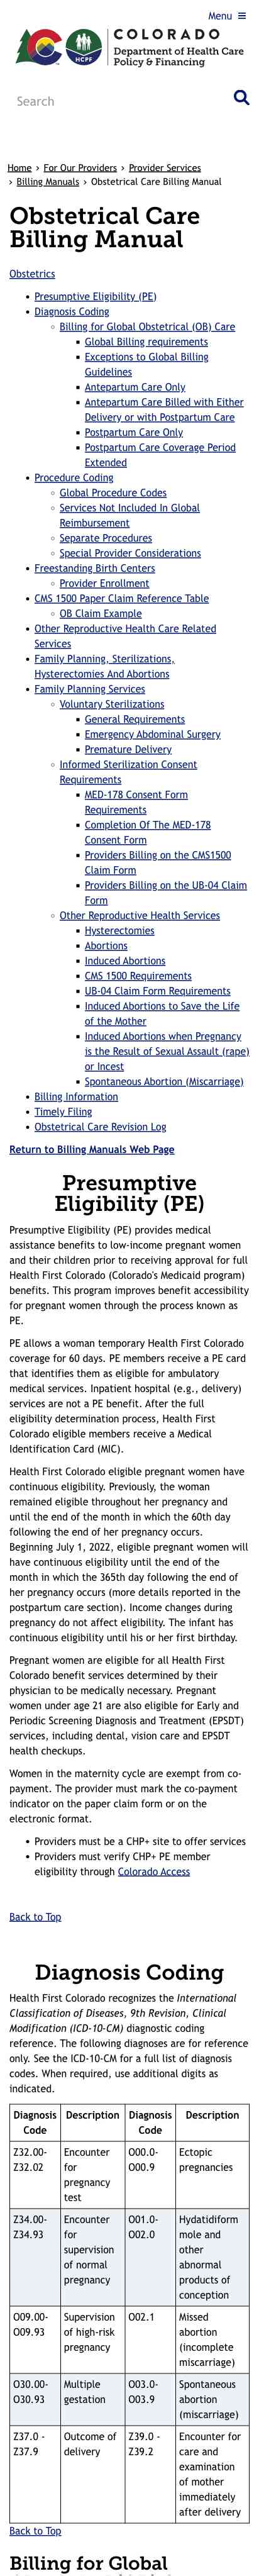 Menu ≡
COLORADO
Department of Health Care
Policy & Financing
HCPF
Search
Home › For Our Providers › Provider Services
› Billing Manuals › Obstetrical Care Billing Manual
Obstetrical Care
Billing Manual
Obstetrics
• Presumptive Eligibility (PE)
• Diagnosis Coding
○ Billing for Global Obstetrical (OB) Care
▪ Global Billing requirements
▪ Exceptions to Global Billing
Guidelines
▪ Antepartum Care Only
▪ Antepartum Care Billed with Either
Delivery or with Postpartum Care
▪ Postpartum Care Only
▪ Postpartum Care Coverage Period
Extended
• Procedure Coding
○ Global Procedure Codes
○ Services Not Included In Global
Reimbursement
○ Separate Procedures
○ Special Provider Considerations
• Freestanding Birth Centers
○ Provider Enrollment
• CMS 1500 Paper Claim Reference Table
○ OB Claim Example
• Other Reproductive Health Care Related
Services
• Family Planning, Sterilizations,
Hysterectomies And Abortions
• Family Planning Services
○ Voluntary Sterilizations
▪ General Requirements
▪ Emergency Abdominal Surgery
▪ Premature Delivery
○ Informed Sterilization Consent
Requirements
▪ MED-178 Consent Form
Requirements
▪ Completion Of The MED-178
Consent Form
▪ Providers Billing on the CMS1500
Claim Form
▪ Providers Billing on the UB-04 Claim
Form
○ Other Reproductive Health Services
▪ Hysterectomies
▪ Abortions
▪ Induced Abortions
▪ CMS 1500 Requirements
▪ UB-04 Claim Form Requirements
▪ Induced Abortions to Save the Life
of the Mother
▪ Induced Abortions when Pregnancy
is the Result of Sexual Assault (rape)
or Incest
▪ Spontaneous Abortion (Miscarriage)
• Billing Information
• Timely Filing
• Obstetrical Care Revision Log
Return to Billing Manuals Web Page
Presumptive
Eligibility (PE)
Presumptive Eligibility (PE) provides medical
assistance benefits to low-income pregnant women
and their children prior to receiving approval for full
Health First Colorado (Colorado's Medicaid program)
benefits. This program improves benefit accessibility
for pregnant women through the process known as
PE.
PE allows a woman temporary Health First Colorado
coverage for 60 days. PE members receive a PE card
that identifies them as eligible for ambulatory
medical services. Inpatient hospital (e.g., delivery)
services are not a PE benefit. After the full
eligibility determination process, Health First
Colorado eligible members receive a Medical
Identification Card (MIC).
Health First Colorado eligible pregnant women have
continuous eligibility. Previously, the woman
remained eligible throughout her pregnancy and
until the end of the month in which the 60th day
following the end of her pregnancy occurs.
Beginning July 1, 2022, eligible pregnant women will
have continuous eligibility until the end of the
month in which the 365th day following the end of
her pregnancy occurs (more details reported in the
postpartum care section). Income changes during
pregnancy do not affect eligibility. The infant has
continuous eligibility until his or her first birthday.
Pregnant women are eligible for all Health First
Colorado benefit services determined by their
physician to be medically necessary. Pregnant
women under age 21 are also eligible for Early and
Periodic Screening Diagnosis and Treatment (EPSDT)
services, including dental, vision care and EPSDT
health checkups.
Women in the maternity cycle are exempt from co-
payment. The provider must mark the co-payment
indicator on the paper claim form or on the
electronic format.
• Providers must be a CHP+ site to offer services
• Providers must verify CHP+ PE member
eligibility through Colorado Access
Back to Top
Diagnosis Coding
Health First Colorado recognizes the International
Classification of Diseases, 9th Revision, Clinical
Modification (ICD-10-CM) diagnostic coding
reference. The following diagnoses are for reference
only. See the ICD-10-CM for a full list of diagnosis
codes. When required, use additional digits as
indicated.
Diagnosis Code | Description | Diagnosis Code | Description
Z32.00-Z32.02 | Encounter for pregnancy test | O00.0-O00.9 | Ectopic pregnancies
Z34.00-Z34.93 | Encounter for supervision of normal pregnancy | O01.0-O02.0 | Hydatidiform mole and other abnormal products of conception
O09.00-O09.93 | Supervision of high-risk pregnancy | O02.1 | Missed abortion (incomplete miscarriage)
O30.00-O30.93 | Multiple gestation | O03.0-O03.9 | Spontaneous abortion (miscarriage)
Z37.0 - Z37.9 | Outcome of delivery | Z39.0 - Z39.2 | Encounter for care and examination of mother immediately after delivery
Back to Top
Billing for Global